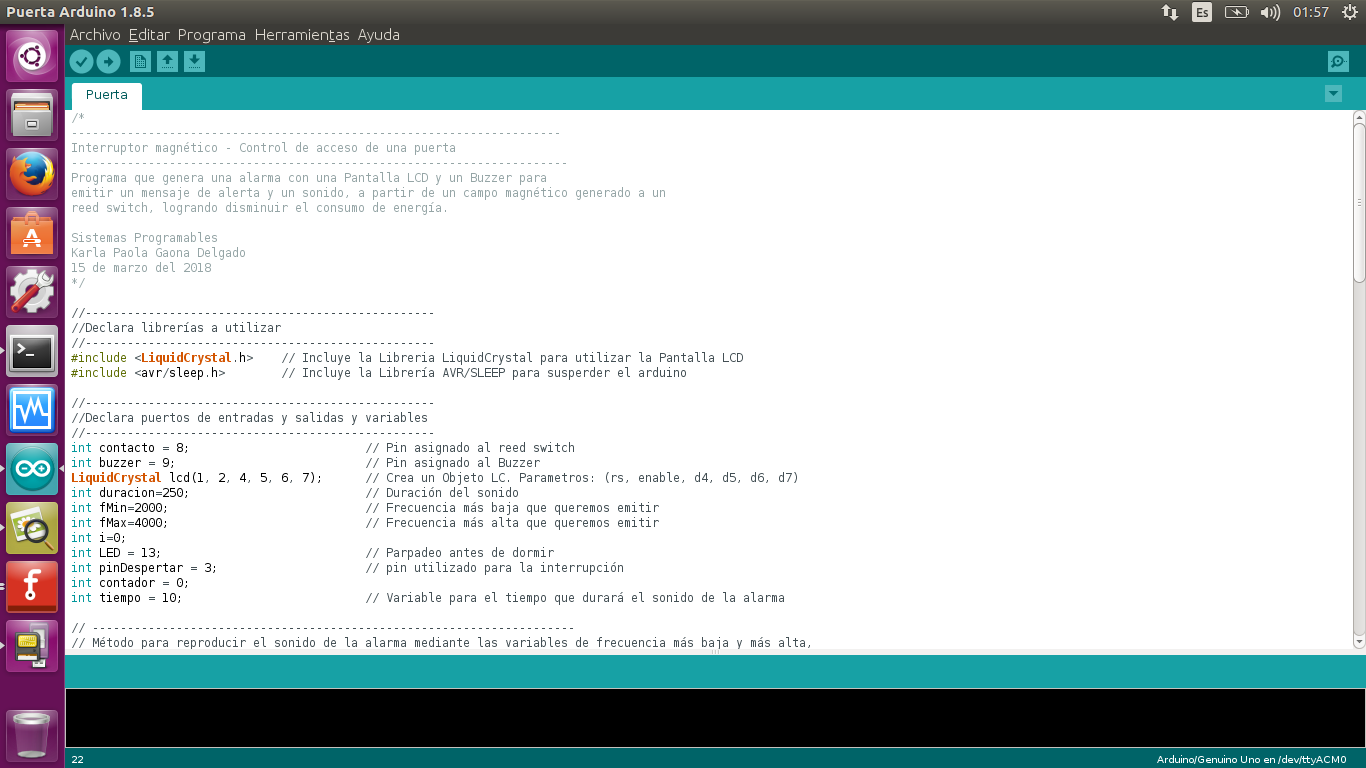 Puerta Arduino 1.8.5
Es
01:57
Archivo Editar Programa Herramientas Ayuda
Puerta
/*
----------------------------------------------------------------------
Interruptor magnético - Control de acceso de una puerta
-----------------------------------------------------------------------
Programa que genera una alarma con una Pantalla LCD y un Buzzer para
emitir un mensaje de alerta y un sonido, a partir de un campo magnético generado a un
reed switch, logrando disminuir el consumo de energía.
Sistemas Programables
Karla Paola Gaona Delgado
15 de marzo del 2018
*/
//--------------------------------------------------
//Declara librerías a utilizar
//--------------------------------------------------
#include <LiquidCrystal.h>    // Incluye la Libreria LiquidCrystal para utilizar la Pantalla LCD
#include <avr/sleep.h>        // Incluye la Librería AVR/SLEEP para susperder el arduino
//--------------------------------------------------
//Declara puertos de entradas y salidas y variables
//--------------------------------------------------
int contacto = 8;                         // Pin asignado al reed switch
int buzzer = 9;                           // Pin asignado al Buzzer
LiquidCrystal lcd(1, 2, 4, 5, 6, 7);      // Crea un Objeto LC. Parametros: (rs, enable, d4, d5, d6, d7)
int duracion=250;                         // Duración del sonido
int fMin=2000;                            // Frecuencia más baja que queremos emitir
int fMax=4000;                            // Frecuencia más alta que queremos emitir
int i=0;
int LED = 13;                             // Parpadeo antes de dormir
int pinDespertar = 3;                     // pin utilizado para la interrupción
int contador = 0;
int tiempo = 10;                          // Variable para el tiempo que durará el sonido de la alarma
// ---------------------------------------------------------------------
// Método para reproducir el sonido de la alarma mediante las variables de frecuencia más baja y más alta,
22
Arduino/Genuino Uno en /dev/ttyACM0